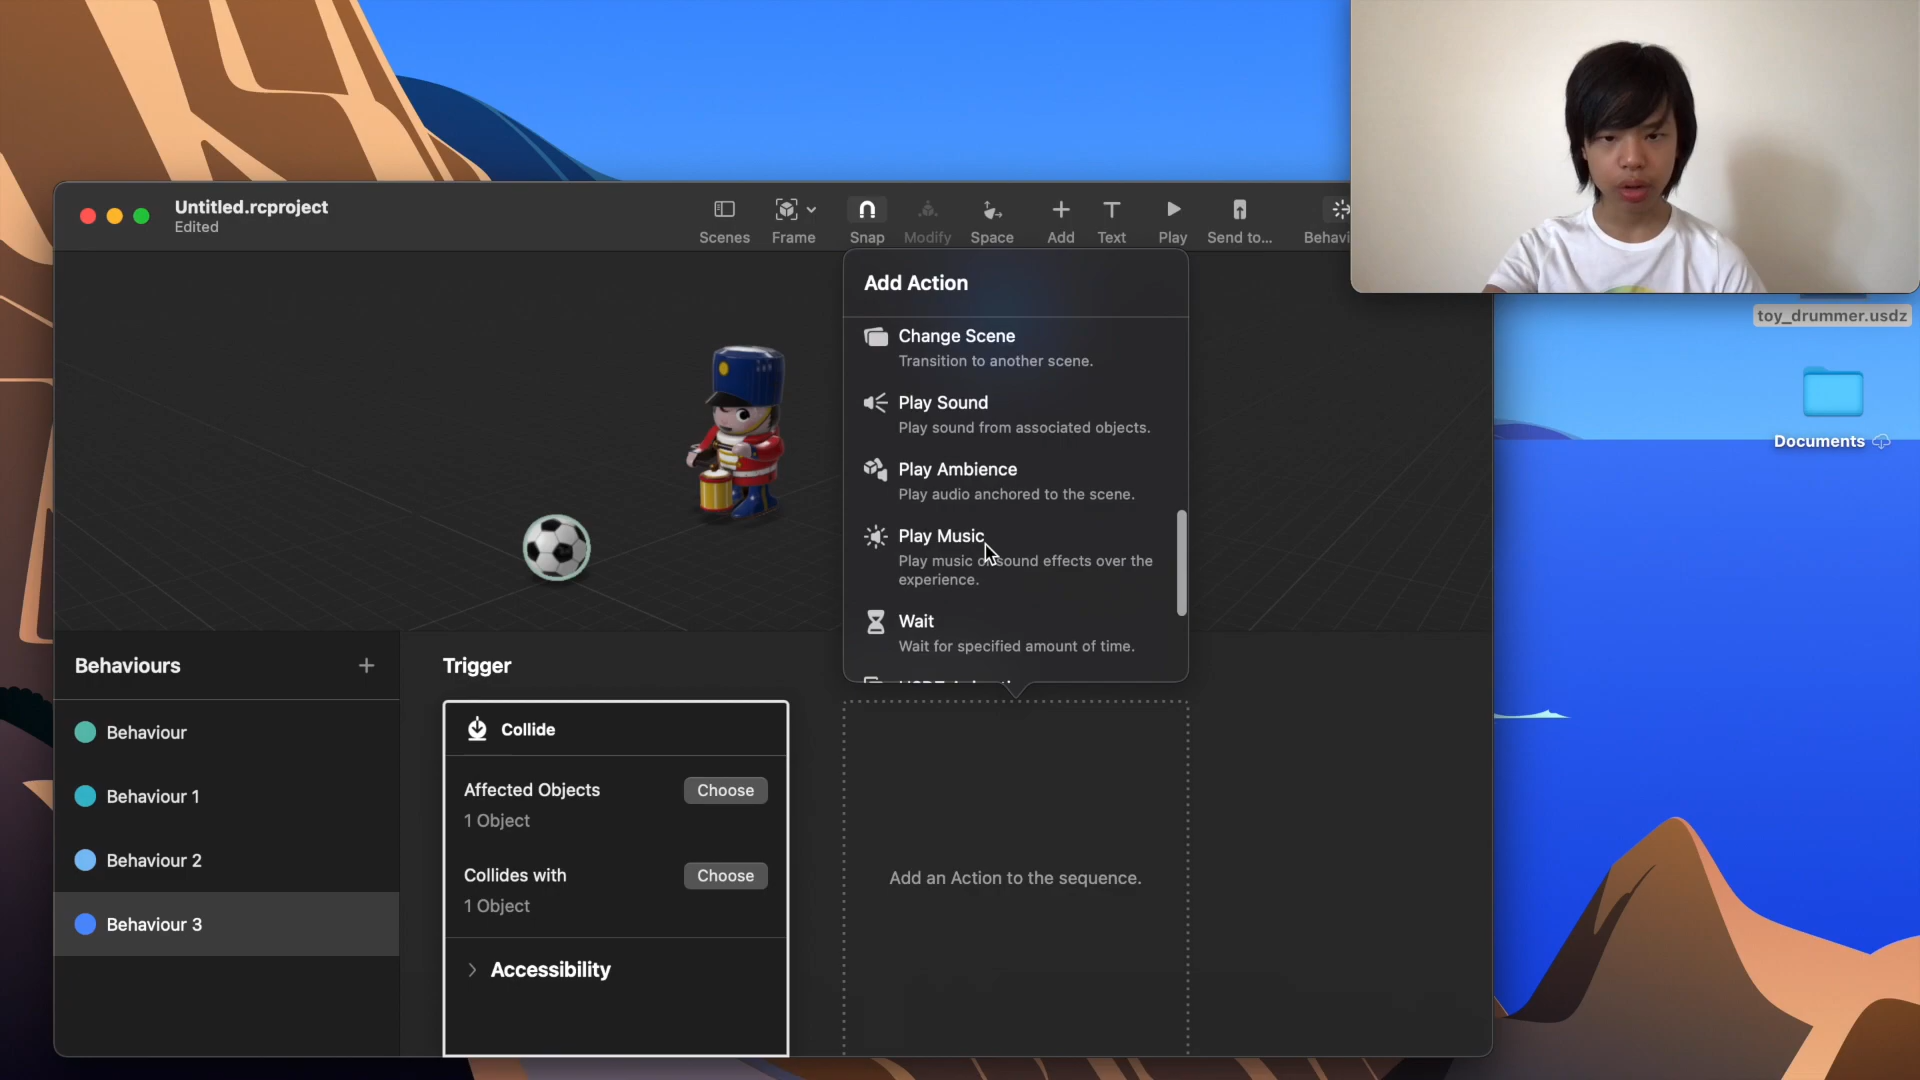 Untitled.rcproject
Edited
Scenes
Frame
Snap
Modify
Space
Add
Text
Play
Send to...
Behavi
toy_drummer.usdz
Documents
Add Action
Change Scene
Transition to another scene.
Play Sound
Play sound from associated objects.
Play Ambience
Play audio anchored to the scene.
Play Music
Play music or sound effects over the
experience.
Wait
Wait for specified amount of time.
Behaviours
Behaviour
Behaviour 1
Behaviour 2
Behaviour 3
Trigger
Collide
Affected Objects
Choose
1 Object
Collides with
Choose
1 Object
Accessibility
Add an Action to the sequence.